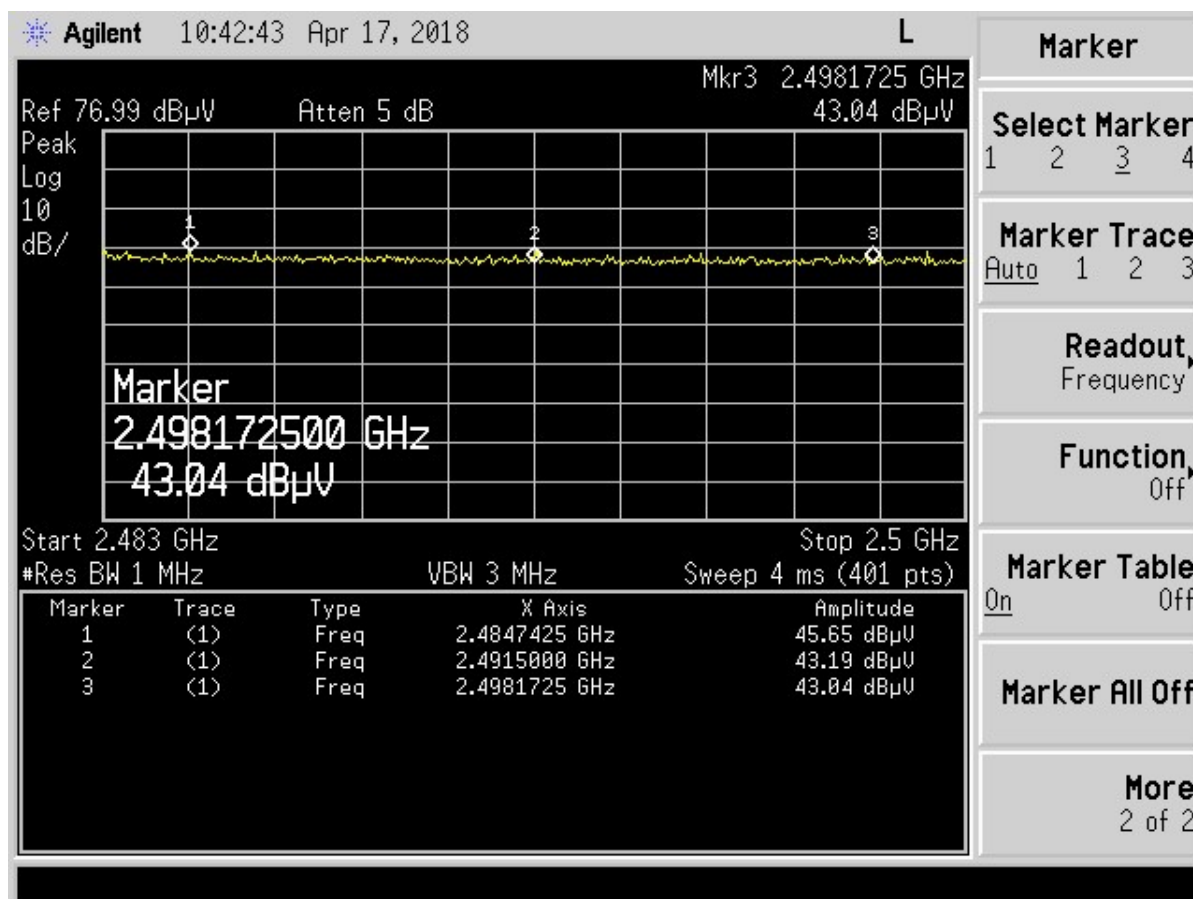 Agilent 10:42:43 Apr 17, 2018 L
Mkr3 2.4981725 GHz
Ref 76.99 dBµV Atten 5 dB 43.04 dBµV
Peak
Log
10
dB/
1
2
3
Marker
2.498172500 GHz
43.04 dBµV
Start 2.483 GHz Stop 2.5 GHz
#Res BW 1 MHz VBW 3 MHz Sweep 4 ms (401 pts)
Marker Trace Type X Axis Amplitude
1 (1) Freq 2.4847425 GHz 45.65 dBµV
2 (1) Freq 2.4915000 GHz 43.19 dBµV
3 (1) Freq 2.4981725 GHz 43.04 dBµV
Marker
Select Marker
1 2 3 4
Marker Trace
Auto 1 2 3
Readout
Frequency
Function
Off
Marker Table
On Off
Marker All Off
More
2 of 2